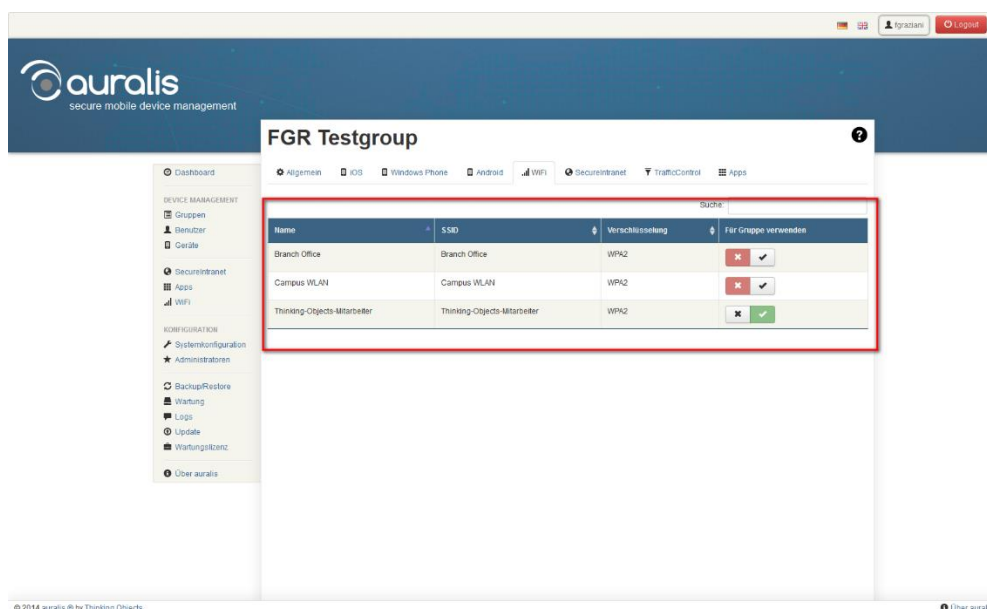 fgraziani
Logout
auralis
secure mobile device management
FGR Testgroup
Dashboard
DEVICE MANAGEMENT
Gruppen
Benutzer
Geräte
SecureIntranet
Apps
WiFi
KONFIGURATION
Systemkonfiguration
Administratoren
Backup/Restore
Wartung
Logs
Update
Wartungslizenz
Über auralis
Allgemein iOS Windows Phone Android WiFi SecureIntranet TrafficControl Apps
Suche:
Name SSID Verschlüsselung Für Gruppe verwenden
Branch Office Branch Office WPA2
Campus WLAN Campus WLAN WPA2
Thinking-Objects-Mitarbeiter Thinking-Objects-Mitarbeiter WPA2
© 2014 auralis ® by Thinking Objects
Über aural